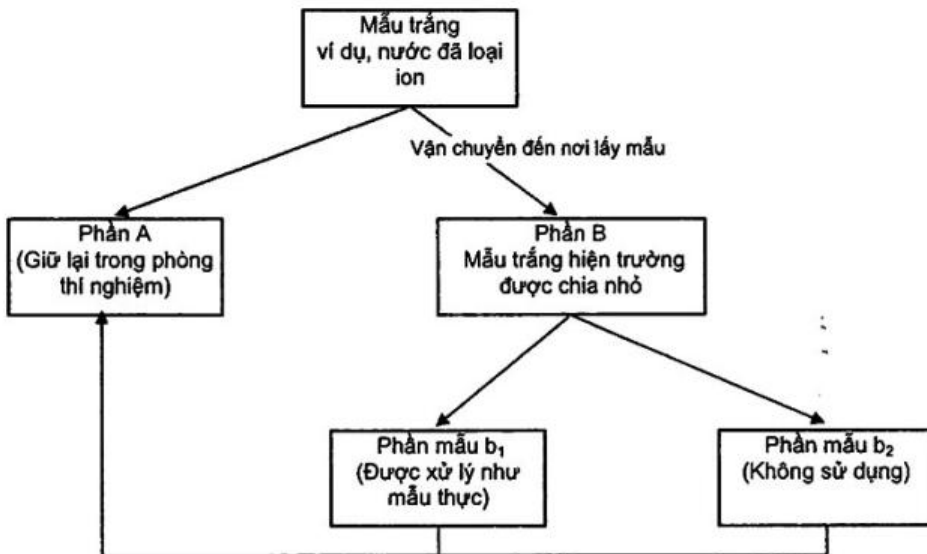 Mẫu trắng
ví dụ, nước đã loại
ion
Vận chuyển đến nơi lấy mẫu
Phần A
(Giữ lại trong phòng
thí nghiệm)
Phần B
Mẫu trắng hiện trường
được chia nhỏ
Phần mẫu b₁
(Được xử lý như
mẫu thực)
Phần mẫu b₂
(Không sử dụng)